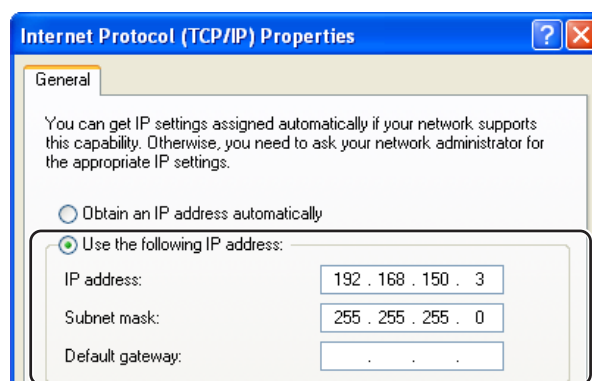 Internet Protocol (TCP/IP) Properties
General
You can get IP settings assigned automatically if your network supports
this capability. Otherwise, you need to ask your network administrator for
the appropriate IP settings.
Obtain an IP address automatically
Use the following IP address:
IP address: 192 . 168 . 150 . 3
Subnet mask: 255 . 255 . 255 . 0
Default gateway: . . .